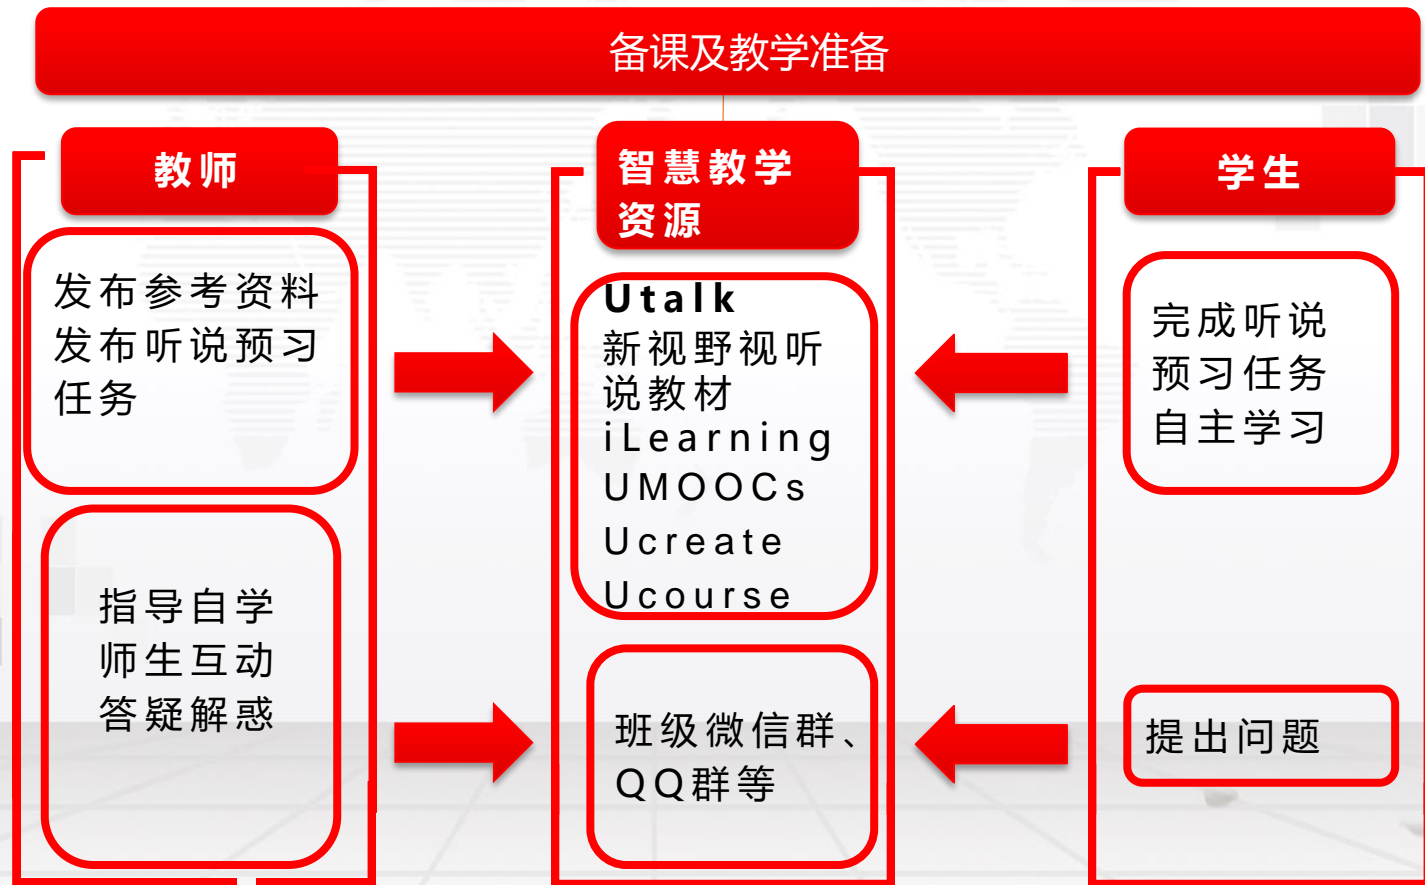 备课及教学准备
教师
发布参考资料
发布听说预习
任务
指导自学
师生互动
答疑解惑
智慧教学
资源
Utalk
新视野视听
说教材
iLearning
UMOOCs
Ucreate
Ucourse
班级微信群、
QQ群等
学生
完成听说
预习任务
自主学习
提出问题